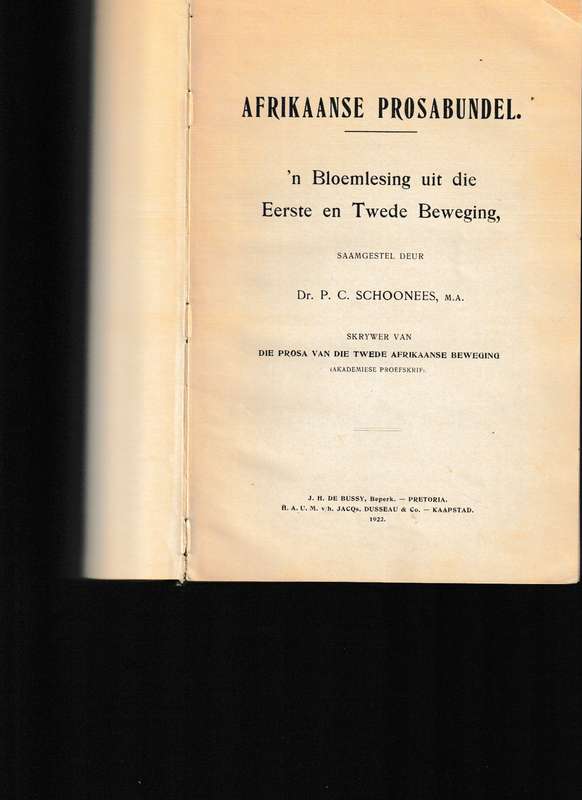 AFRIKAANSE PROSABUNDEL.
'n Bloemlesing uit die
Eerste en Twede Beweging,
SAAMGESTEL DEUR
Dr. P. C. SCHOONEES, M.A.
SKRYWER VAN
DIE PROSA VAN DIE TWEDE AFRIKAANSE BEWEGING
(AKADEMIESE PROEFSKRIF).
J. H. DE BUSSY, Beperk. — PRETORIA.
H. A. U. M. v/h. JACQs. DUSSEAU & Co. — KAAPSTAD.
1922.